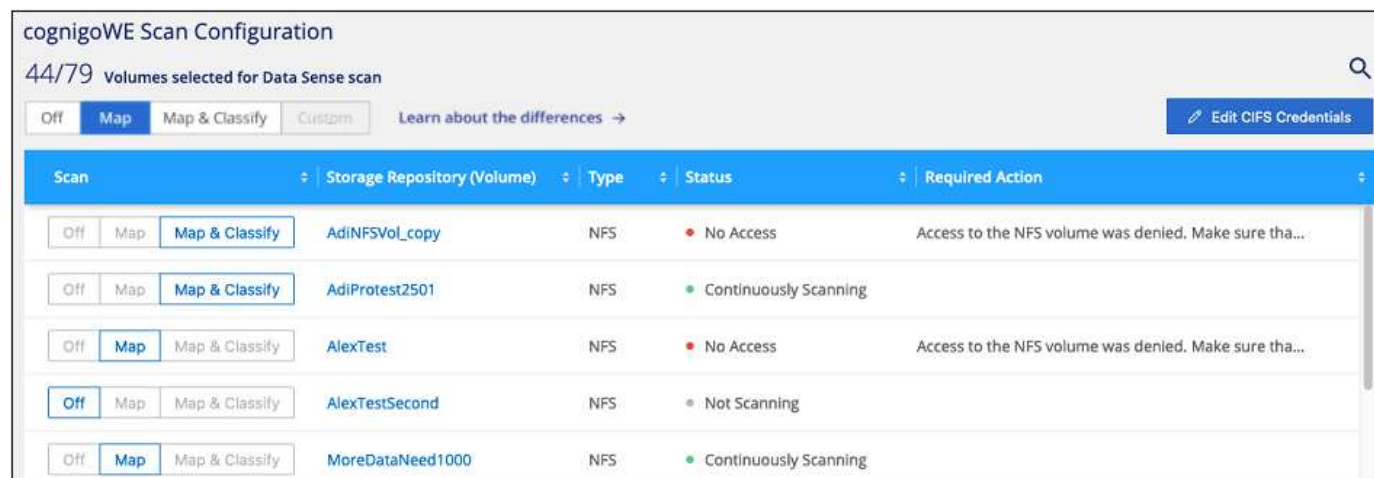 cognigoWE Scan Configuration
44/79 Volumes selected for Data Sense scan
Off Map Map & Classify Custom Learn about the differences → Edit CIFS Credentials
Scan Storage Repository (Volume) Type Status Required Action
Off Map Map & Classify AdiNFSVol_copy NFS No Access Access to the NFS volume was denied. Make sure tha...
Off Map Map & Classify AdiProtest2501 NFS Continuously Scanning
Off Map Map & Classify AlexTest NFS No Access Access to the NFS volume was denied. Make sure tha...
Off Map Map & Classify AlexTestSecond NFS Not Scanning
Off Map Map & Classify MoreDataNeed1000 NFS Continuously Scanning